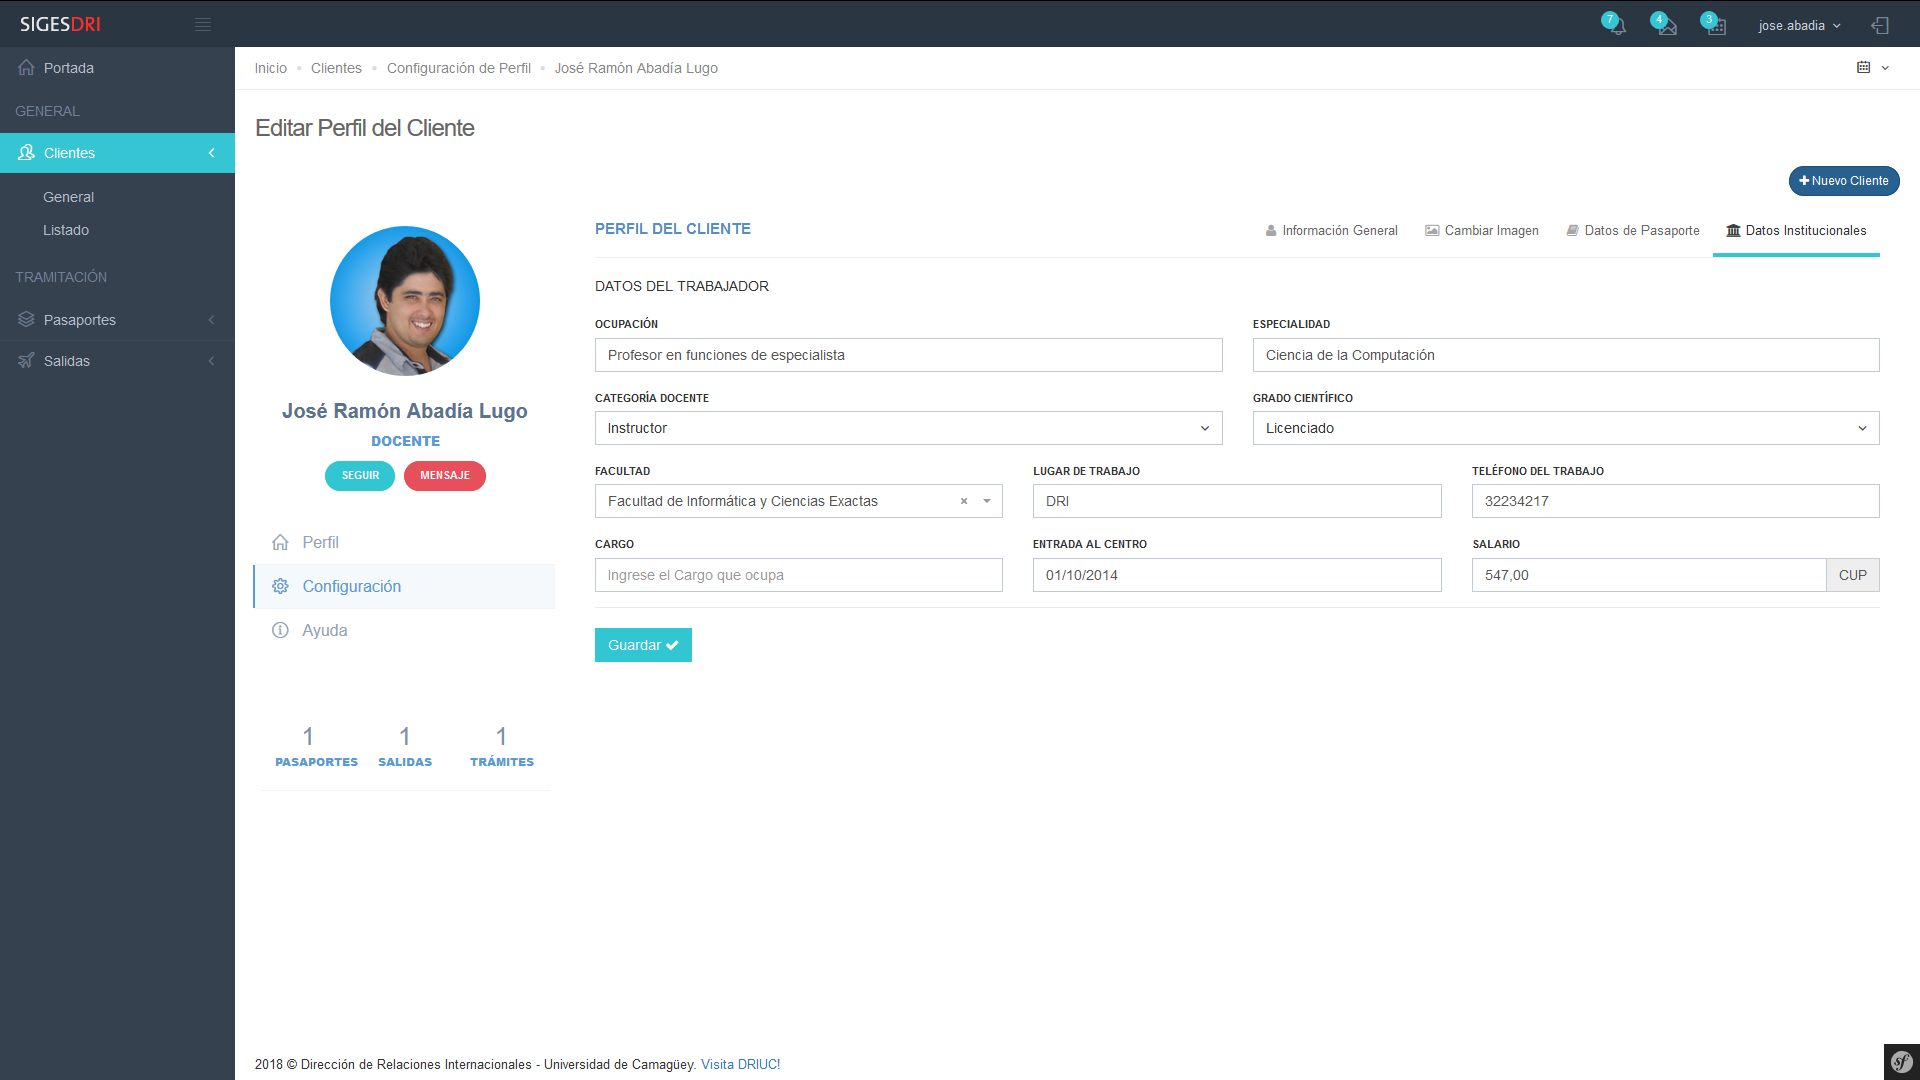 SIGESDRI
7
4
3
jose.abadia
Portada
GENERAL
Clientes
General
Listado
TRAMITACIÓN
Pasaportes
Salidas
Inicio • Clientes • Configuración de Perfil • José Ramón Abadía Lugo
Editar Perfil del Cliente
Nuevo Cliente
José Ramón Abadía Lugo
DOCENTE
SEGUIR MENSAJE
Perfil
Configuración
Ayuda
1 1 1
PASAPORTES SALIDAS TRÁMITES
PERFIL DEL CLIENTE
Información General Cambiar Imagen Datos de Pasaporte Datos Institucionales
DATOS DEL TRABAJADOR
OCUPACIÓN ESPECIALIDAD
Profesor en funciones de especialista Ciencia de la Computación
CATEGORÍA DOCENTE GRADO CIENTÍFICO
Instructor Licenciado
FACULTAD LUGAR DE TRABAJO TELÉFONO DEL TRABAJO
Facultad de Informática y Ciencias Exactas × DRI 32234217
CARGO ENTRADA AL CENTRO SALARIO
Ingrese el Cargo que ocupa 01/10/2014 547,00 CUP
Guardar
2018 © Dirección de Relaciones Internacionales - Universidad de Camagüey. Visita DRIUC!
sf